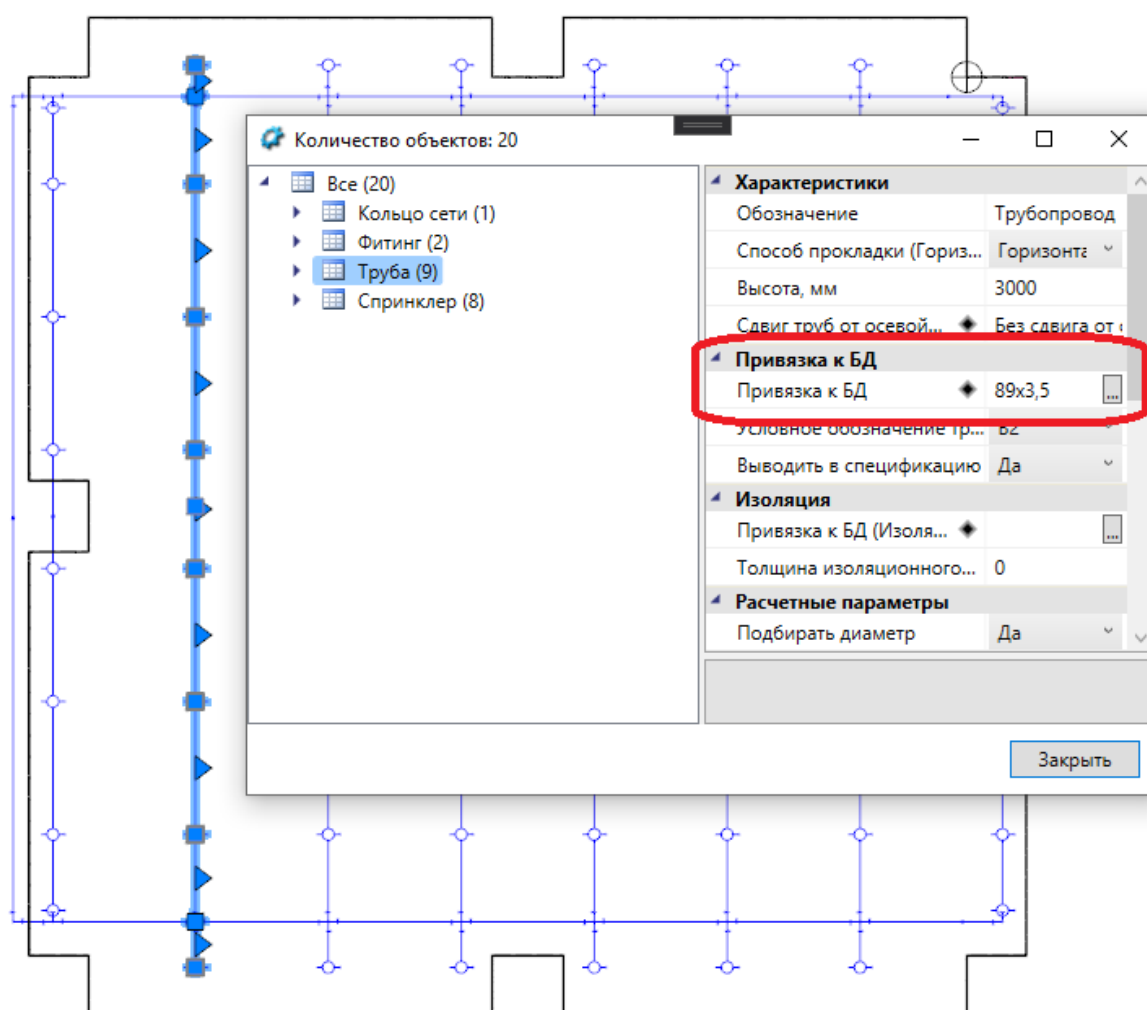 Количество объектов: 20
Все (20)
Кольцо сети (1)
Фитинг (2)
Труба (9)
Спринклер (8)
Характеристики
Обозначение Трубопровод
Способ прокладки (Гориз... Горизонта
Высота, мм 3000
Сдвиг труб от осевой... Без сдвига от
Привязка к БД
Привязка к БД 89x3,5 ...
Условное обозначение тр... В2
Выводить в спецификацию Да
Изоляция
Привязка к БД (Изоля... ...
Толщина изоляционного... 0
Расчетные параметры
Подбирать диаметр Да
Закрыть